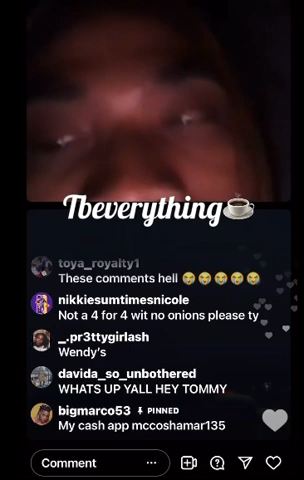 Tbeverything☕
toya_royalty1
These comments hell 😭😭😭😭😭
nikkiesumtimesnicole
Not a 4 for 4 wit no onions please ty
_.pr3ttygirlash
Wendy's
davida_so_unbothered
WHATS UP YALL HEY TOMMY
bigmarco53 📌 PINNED
My cash app mccoshamar135
Comment ...